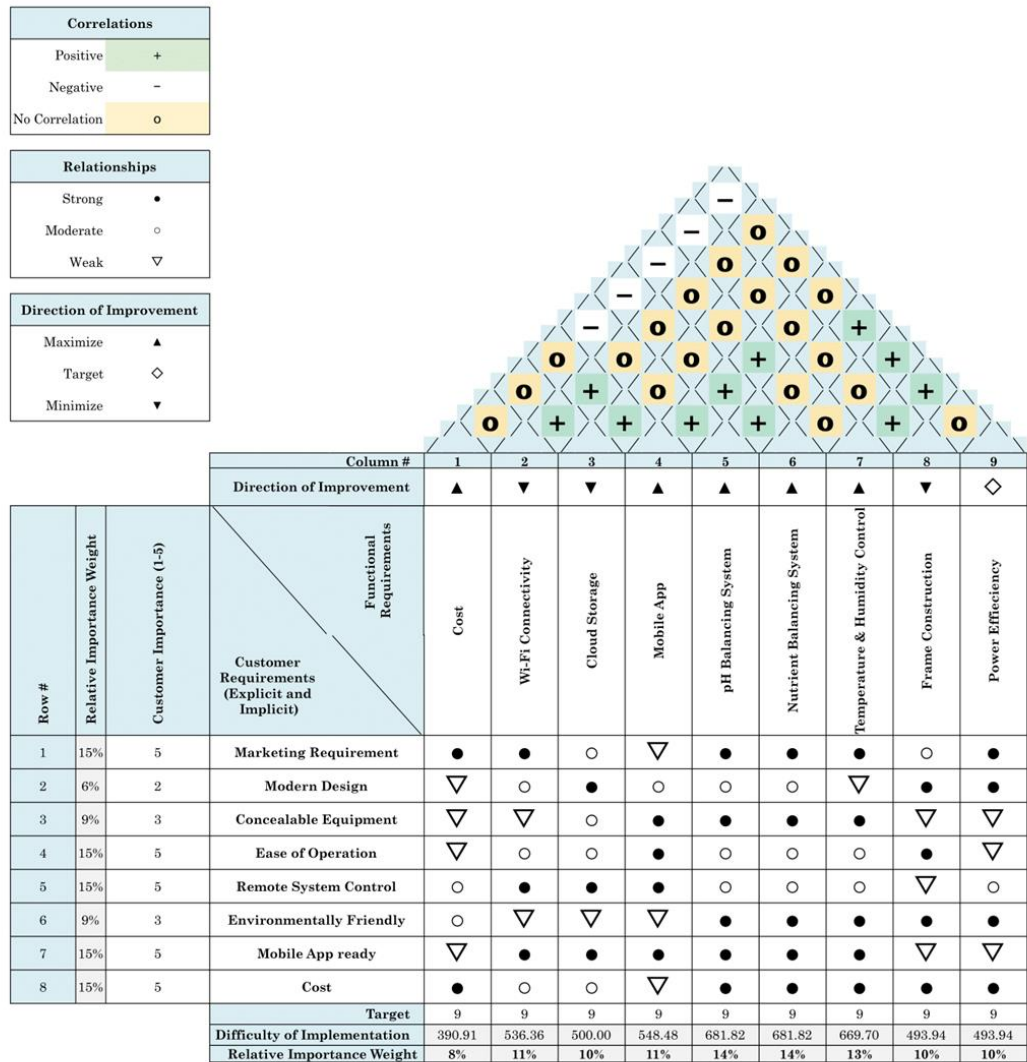 Correlations
Positive +
Negative −
No Correlation o
Relationships
Strong ●
Moderate ○
Weak ▽
Direction of Improvement
Maximize ▲
Target ◇
Minimize ▼
−
− o
− o o
− o o o
− o o o +
o o o + o +
o + o + o o +
o + + + + o + o
Column # 1 2 3 4 5 6 7 8 9
Direction of Improvement ▲ ▼ ▼ ▲ ▲ ▲ ▲ ▼ ◇
Row #
Relative Importance Weight
Customer Importance (1-5)
Functional
Requirements
Customer
Requirements
(Explicit and
Implicit)
Cost
Wi-Fi Connectivity
Cloud Storage
Mobile App
pH Balancing System
Nutrient Balancing System
Temperature & Humidity Control
Frame Construction
Power Effieciency
1 15% 5 Marketing Requirement ● ● ○ ▽ ● ● ● ○ ●
2 6% 2 Modern Design ▽ ○ ● ○ ○ ○ ▽ ● ●
3 9% 3 Concealable Equipment ▽ ▽ ○ ● ● ● ● ▽ ▽
4 15% 5 Ease of Operation ▽ ○ ○ ● ○ ○ ○ ● ▽
5 15% 5 Remote System Control ○ ● ● ● ○ ○ ○ ▽ ○
6 9% 3 Environmentally Friendly ○ ▽ ▽ ▽ ● ● ● ● ●
7 15% 5 Mobile App ready ▽ ● ● ● ● ● ● ▽ ▽
8 15% 5 Cost ● ○ ○ ▽ ● ● ● ● ●
Target 9 9 9 9 9 9 9 9 9
Difficulty of Implementation 390.91 536.36 500.00 548.48 681.82 681.82 669.70 493.94 493.94
Relative Importance Weight 8% 11% 10% 11% 14% 14% 13% 10% 10%